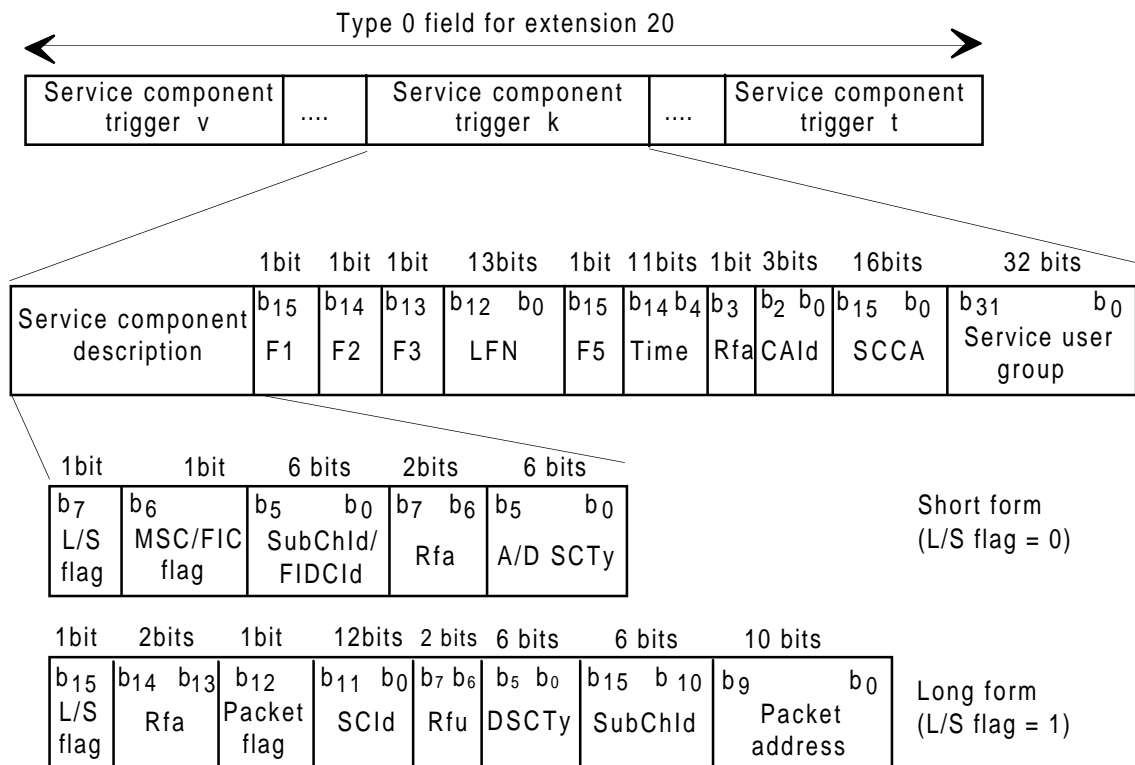 Type 0 field for extension 20
Service component trigger v
....
Service component trigger k
....
Service component trigger t
1bit 1bit 1bit 13bits 1bit 11bits 1bit 3bits 16bits 32 bits
Service component description
b15 F1
b14 F2
b13 F3
b12 b0 LFN
b15 F5
b14 b4 Time
b3 Rfa
b2 b0 CAId
b15 b0 SCCA
b31 b0 Service user group
1bit 1bit 6 bits 2bits 6 bits
b7 L/S flag
b6 MSC/FIC flag
b5 b0 SubChId/ FIDCId
b7 b6 Rfa
b5 b0 A/D SCTy
Short form
(L/S flag = 0)
1bit 2bits 1bit 12bits 2 bits 6 bits 6 bits 10 bits
b15 L/S flag
b14 b13 Rfa
b12 Packet flag
b11 b0 SCId
b7 b6 Rfu
b5 b0 DSCTy
b15 b 10 SubChId
b9 b0 Packet address
Long form
(L/S flag = 1)